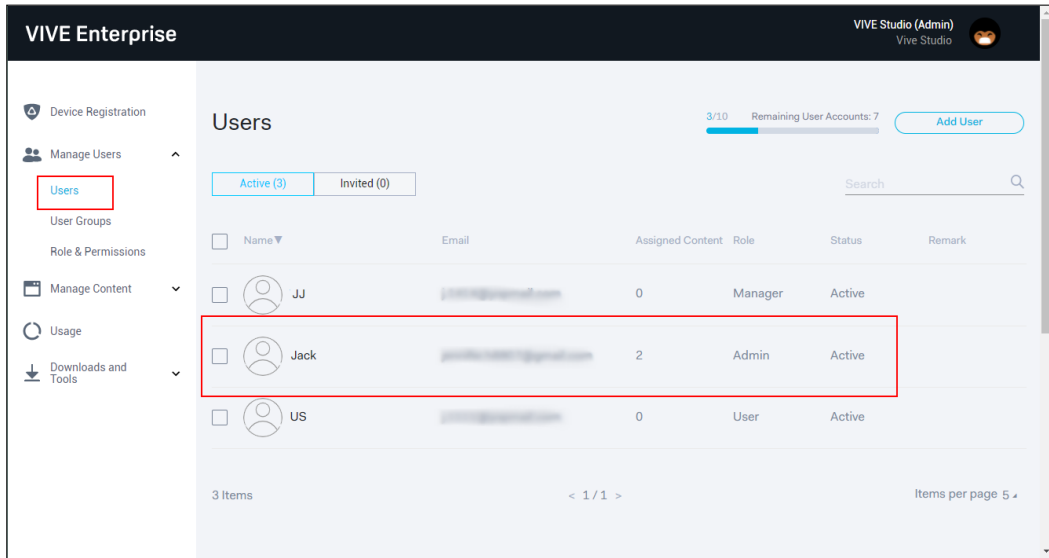 VIVE Enterprise
VIVE Studio (Admin)
Vive Studio
Device Registration
Manage Users
Users
User Groups
Role & Permissions
Manage Content
Usage
Downloads and
Tools
Users
3/10 Remaining User Accounts: 7
Add User
Active (3) Invited (0)
Search
Name▼ Email Assigned Content Role Status Remark
JJ 0 Manager Active
Jack 2 Admin Active
US 0 User Active
3 Items < 1 / 1 > Items per page 5